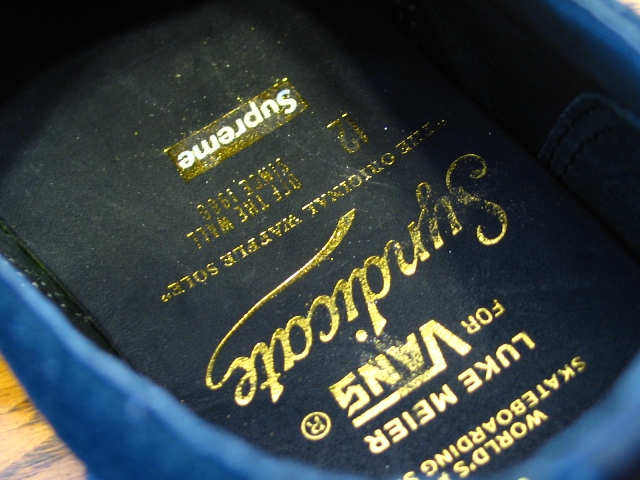 WORLD'S
SKATEBOARDING
LUKE MEIER
FOR
VANS ®
Syndicate
"THE ORIGINAL WAFFLE SOLE"
12
OFF THE WALL
SINCE 1966
Supreme